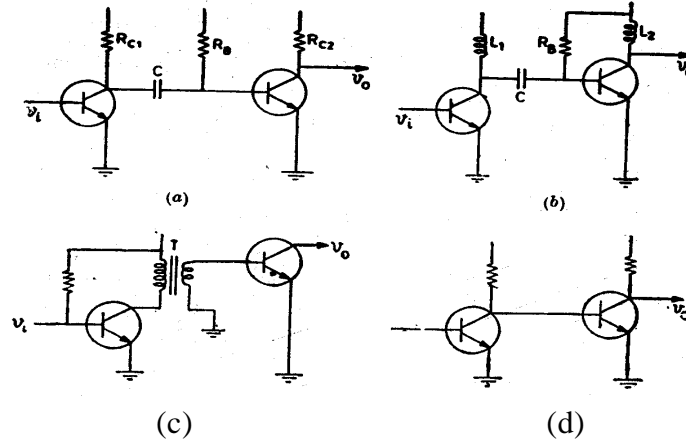 R_C1 R_B R_C2
C
v_i v_o
(a)
L_1 R_B L_2
C
v_i
(b)
T
v_i v_o
(c) (d)